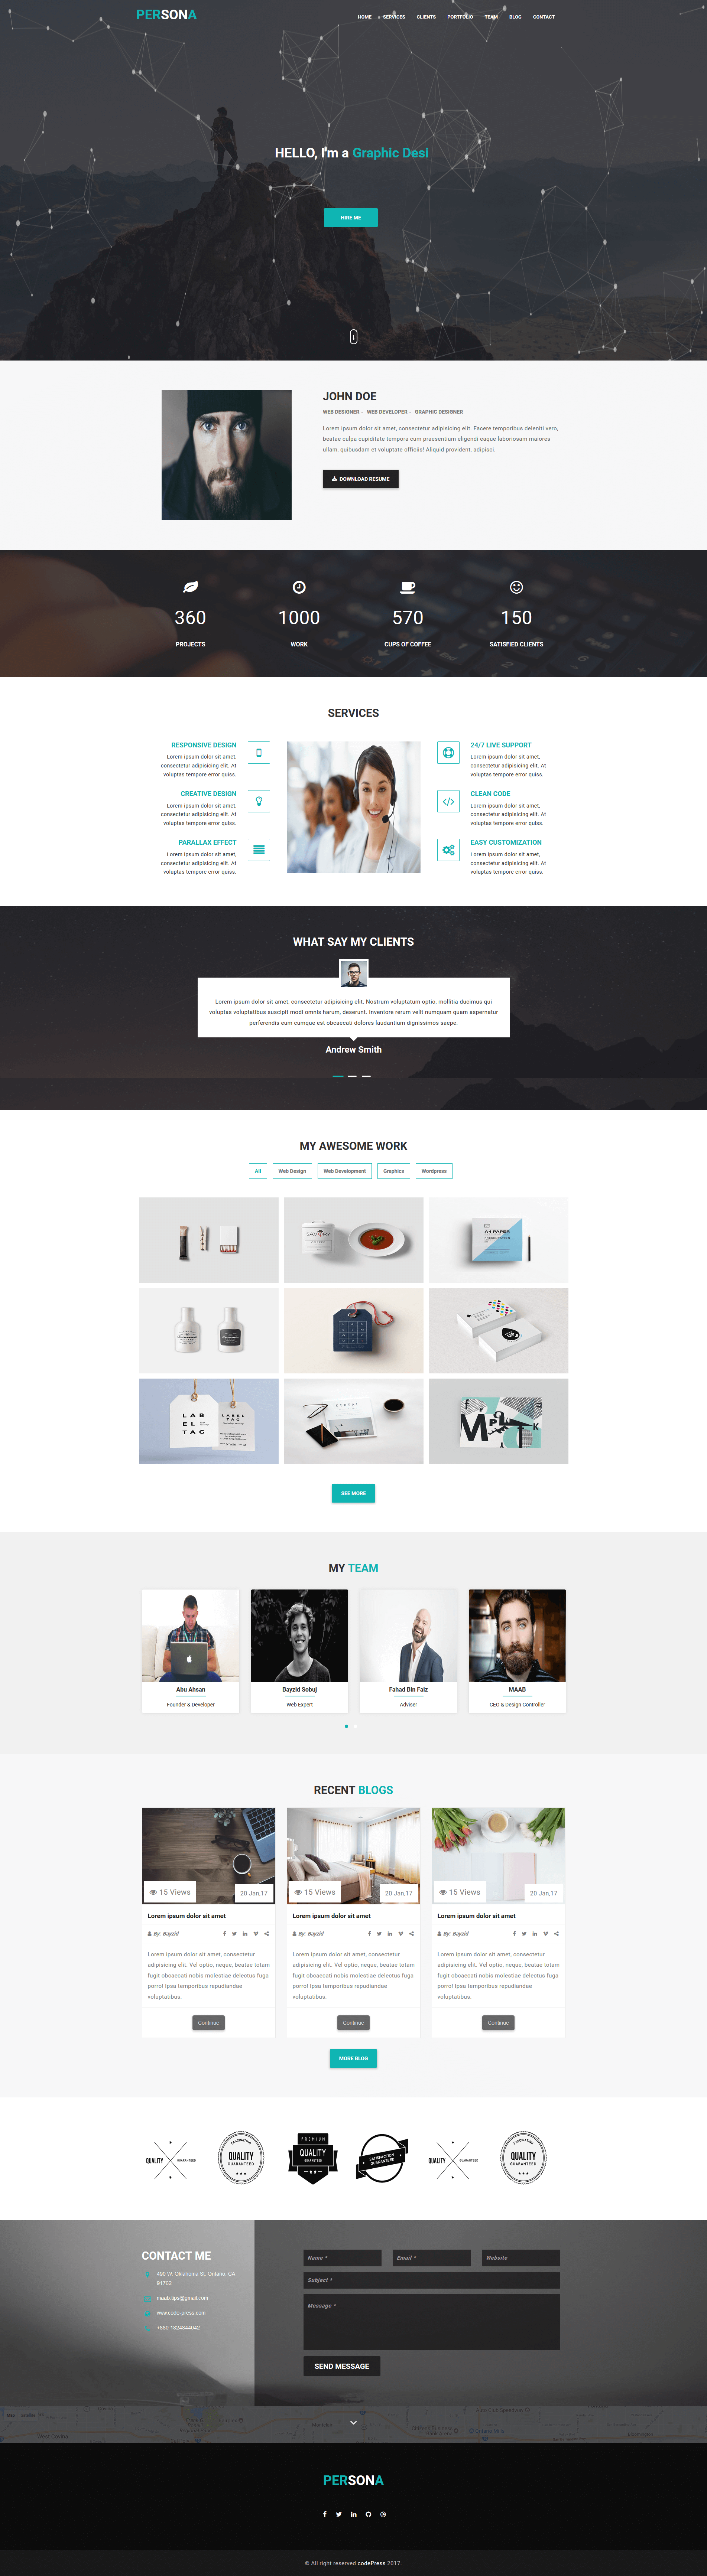 PERSONA
HOME SERVICES CLIENTS PORTFOLIO TEAM BLOG CONTACT
HELLO, I'm a Graphic Desi
HIRE ME
JOHN DOE
WEB DESIGNER - WEB DEVELOPER - GRAPHIC DESIGNER
Lorem ipsum dolor sit amet, consectetur adipisicing elit. Facere temporibus deleniti vero,
beatae culpa cupiditate tempora cum praesentium eligendi eaque laboriosam maiores
ullam, quibusdam et voluptate officiis! Aliquid provident, adipisci.
DOWNLOAD RESUME
360 1000 570 150
PROJECTS WORK CUPS OF COFFEE SATISFIED CLIENTS
SERVICES
RESPONSIVE DESIGN
Lorem ipsum dolor sit amet,
consectetur adipisicing elit. At
voluptas tempore error quiss.
CREATIVE DESIGN
Lorem ipsum dolor sit amet,
consectetur adipisicing elit. At
voluptas tempore error quiss.
PARALLAX EFFECT
Lorem ipsum dolor sit amet,
consectetur adipisicing elit. At
voluptas tempore error quiss.
24/7 LIVE SUPPORT
Lorem ipsum dolor sit amet,
consectetur adipisicing elit. At
voluptas tempore error quiss.
CLEAN CODE
Lorem ipsum dolor sit amet,
consectetur adipisicing elit. At
voluptas tempore error quiss.
EASY CUSTOMIZATION
Lorem ipsum dolor sit amet,
consectetur adipisicing elit. At
voluptas tempore error quiss.
WHAT SAY MY CLIENTS
Lorem ipsum dolor sit amet, consectetur adipisicing elit. Nostrum voluptatum optio, mollitia ducimus qui
voluptas voluptatibus suscipit modi omnis harum, deserunt. Inventore rerum velit numquam quam aspernatur
perferendis eum cumque est obcaecati dolores laudantium dignissimos saepe.
Andrew Smith
MY AWESOME WORK
All Web Design Web Development Graphics Wordpress
SAVORY
A4 PAPER
LAB
EL
TAG
LABEL
TAG
SEE MORE
MY TEAM
Abu Ahsan
Founder & Developer
Bayzid Sobuj
Web Expert
Fahad Bin Faiz
Adviser
MAAB
CEO & Design Controller
RECENT BLOGS
15 Views 20 Jan,17
Lorem ipsum dolor sit amet
By: Bayzid
Lorem ipsum dolor sit amet, consectetur
adipisicing elit. Vel optio, neque, beatae totam
fugit obcaecati nobis molestiae delectus fuga
porro! Ipsa temporibus repudiandae
voluptatibus.
Continue
15 Views 20 Jan,17
Lorem ipsum dolor sit amet
By: Bayzid
Lorem ipsum dolor sit amet, consectetur
adipisicing elit. Vel optio, neque, beatae totam
fugit obcaecati nobis molestiae delectus fuga
porro! Ipsa temporibus repudiandae
voluptatibus.
Continue
15 Views 20 Jan,17
Lorem ipsum dolor sit amet
By: Bayzid
Lorem ipsum dolor sit amet, consectetur
adipisicing elit. Vel optio, neque, beatae totam
fugit obcaecati nobis molestiae delectus fuga
porro! Ipsa temporibus repudiandae
voluptatibus.
Continue
MORE BLOG
QUALITY GUARANTEED
FASCINATING QUALITY GUARANTEED
PREMIUM QUALITY GUARANTEED
SATISFACTION GUARANTEED
QUALITY GUARANTEED
FASCINATING QUALITY GUARANTEED
CONTACT ME
400 W. Oklahoma St. Ontario, CA
91762
maab.tips@gmail.com
www.code-press.com
+880 1624644042
Name * Email * Website
Subject *
Message *
SEND MESSAGE
PERSONA
© All right reserved codePress 2017.